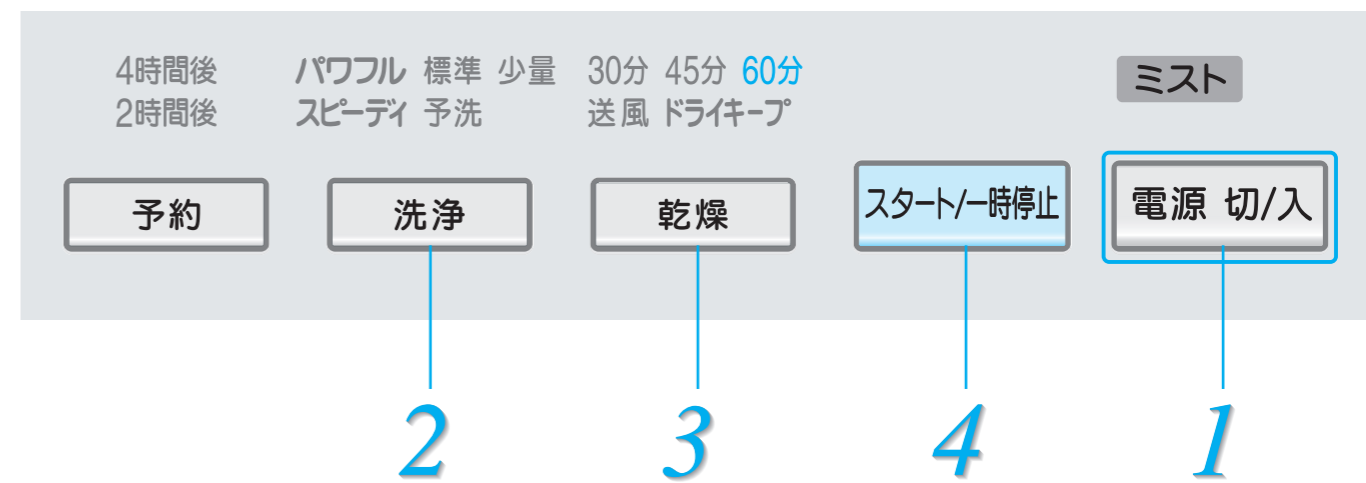 4時間後 パワフル 標準 少量 30分 45分 60分 ミスト
2時間後 スピーディ 予洗 送風 ドライキープ
予約 洗浄 乾燥 スタート/一時停止 電源 切/入
2 3 4 1